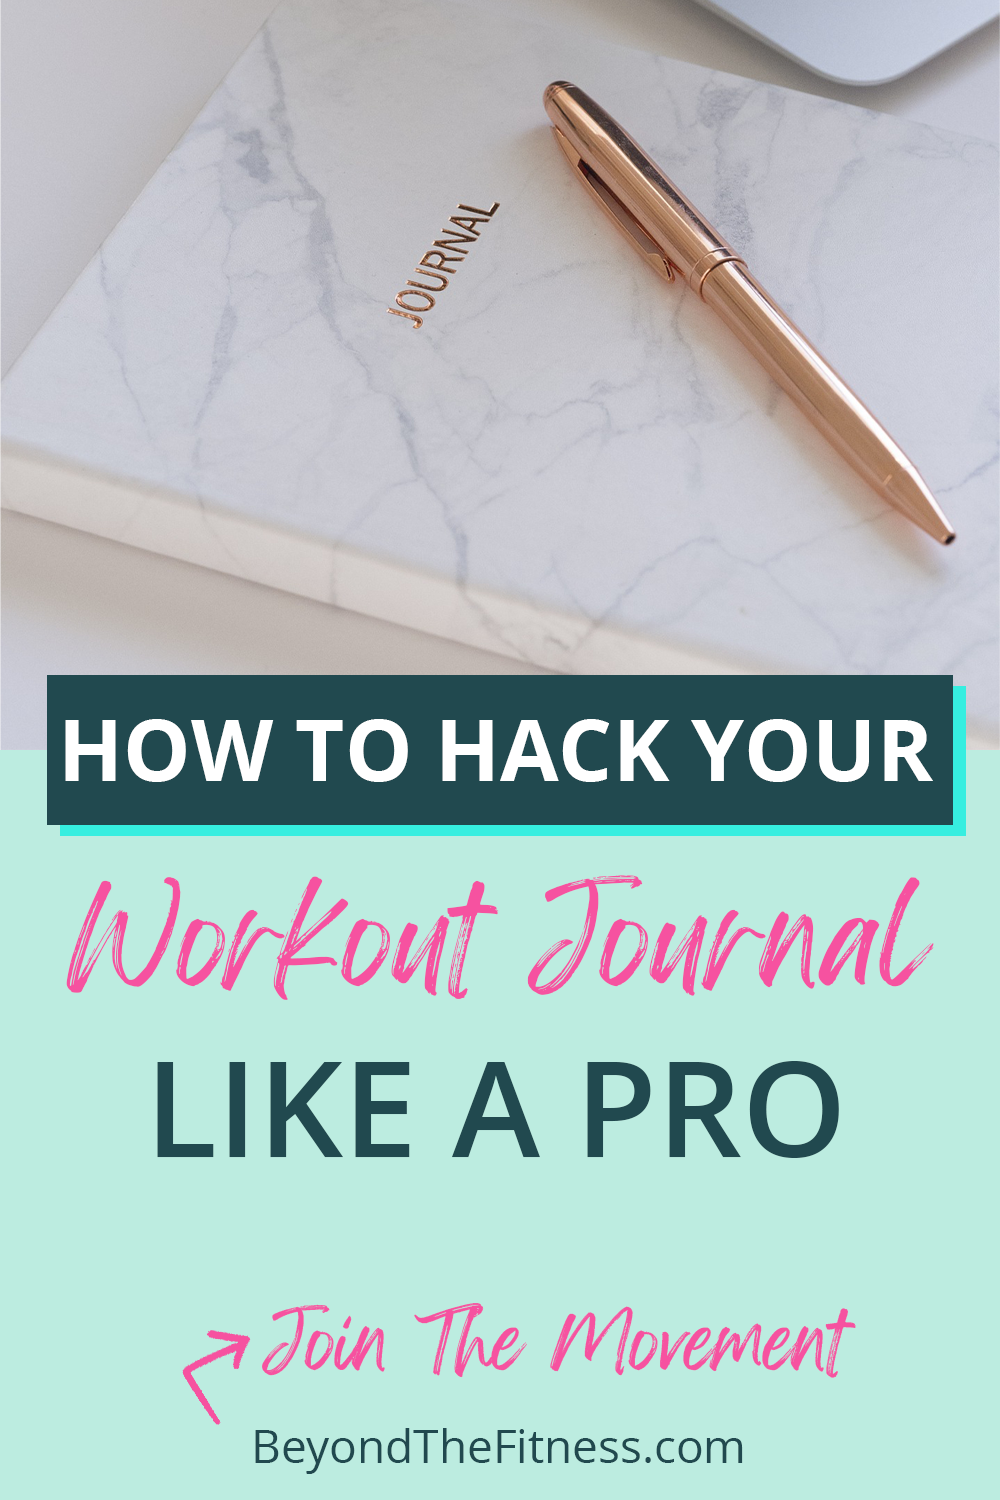 JOURNAL
HOW TO HACK YOUR
Workout Journal
LIKE A PRO
Join The Movement
BeyondTheFitness.com